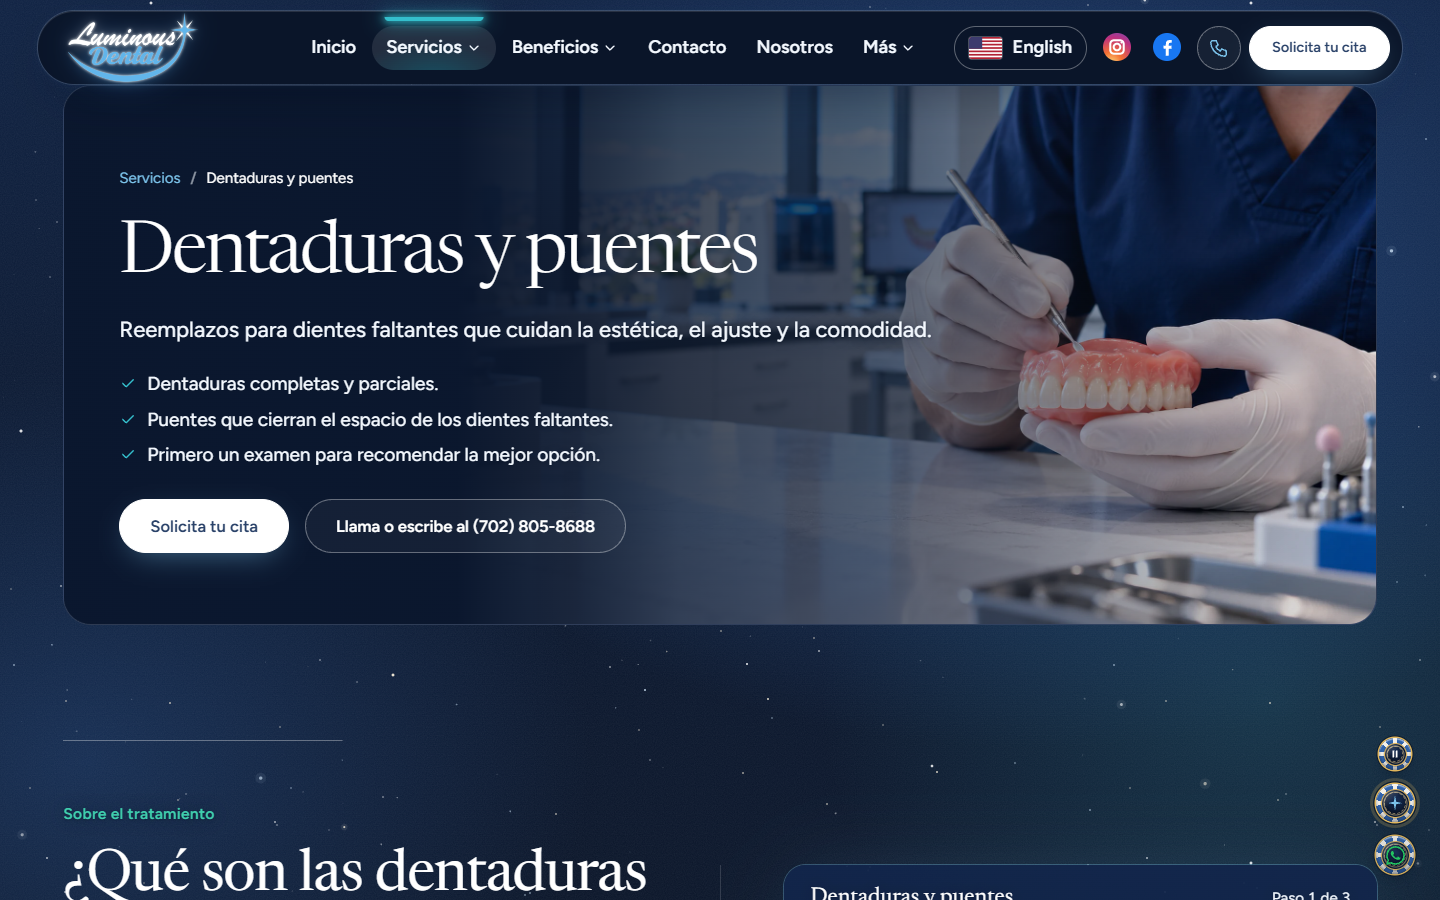 Luminous
Dental
Inicio
Servicios
Beneficios
Contacto
Nosotros
Más
English
Solicita tu cita
Servicios / Dentaduras y puentes
Dentaduras y puentes
Reemplazos para dientes faltantes que cuidan la estética, el ajuste y la comodidad.
Dentaduras completas y parciales.
Puentes que cierran el espacio de los dientes faltantes.
Primero un examen para recomendar la mejor opción.
Solicita tu cita
Llama o escribe al (702) 805-8688
Sobre el tratamiento
¿Qué son las dentaduras
Dentaduras y puentes
Paso 1 de 3